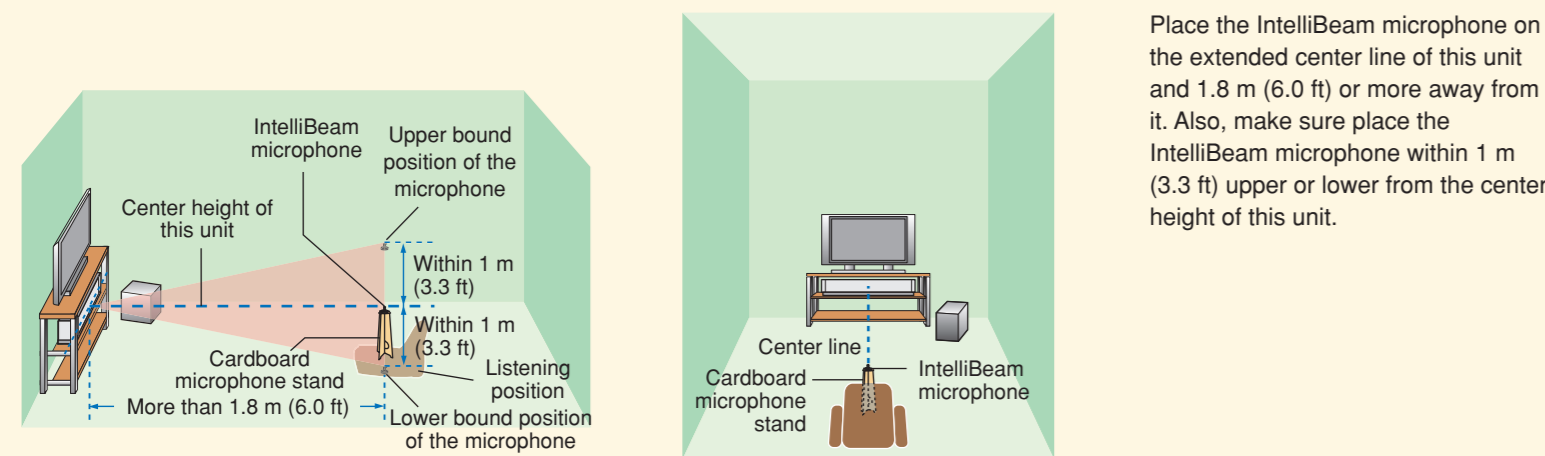 IntelliBeam
microphone
Upper bound
position of the
microphone
Center height of
this unit
Within 1 m
(3.3 ft)
Within 1 m
(3.3 ft)
Cardboard
microphone stand
Listening
position
More than 1.8 m (6.0 ft)
Lower bound position
of the microphone
Center line
Cardboard
microphone
stand
IntelliBeam
microphone
Place the IntelliBeam microphone on
the extended center line of this unit
and 1.8 m (6.0 ft) or more away from
it. Also, make sure place the
IntelliBeam microphone within 1 m
(3.3 ft) upper or lower from the center
height of this unit.